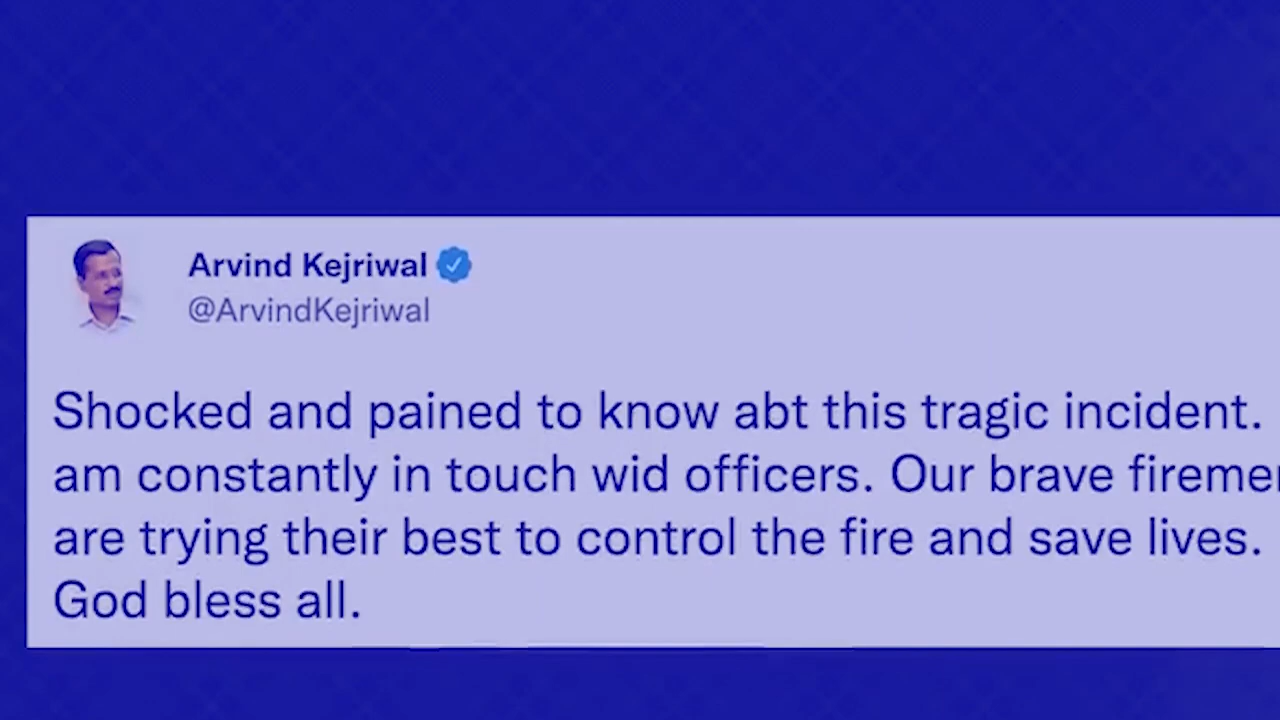 Arvind Kejriwal
@ArvindKejriwal
Shocked and pained to know abt this tragic incident.
am constantly in touch wid officers. Our brave firemen
are trying their best to control the fire and save lives.
God bless all.